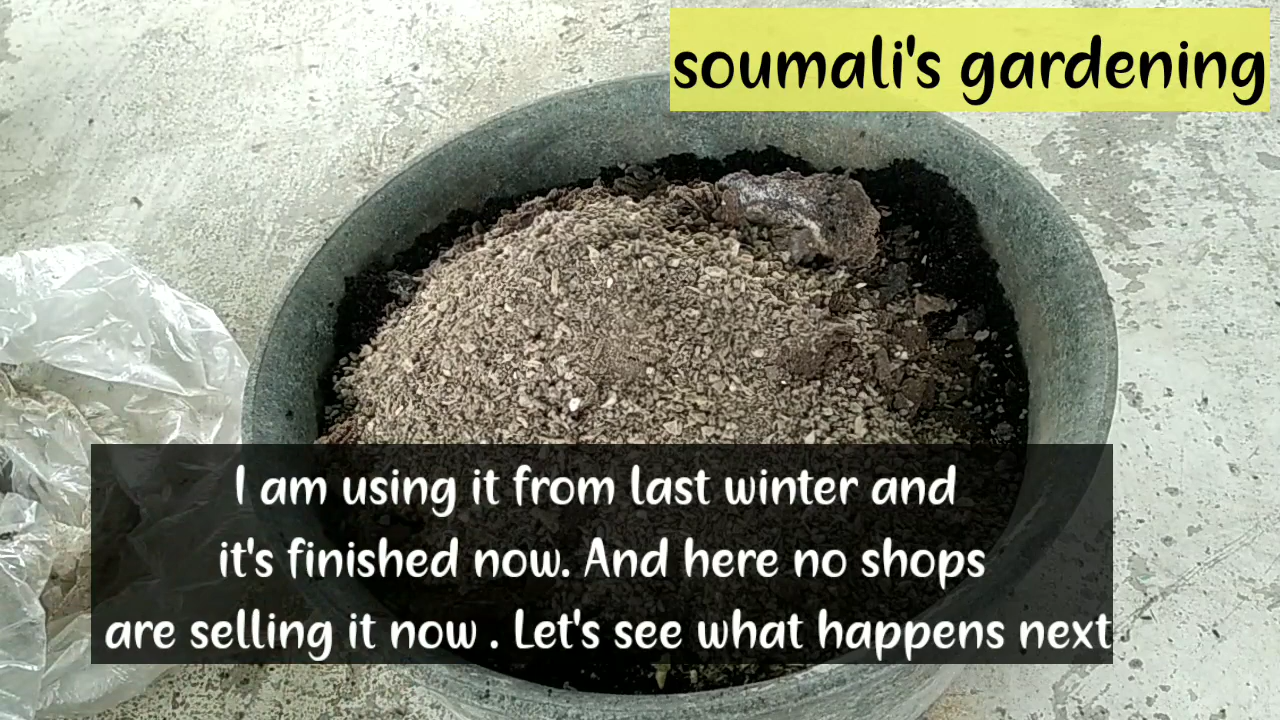 soumali's gardening
I am using it from last winter and
it's finished now. And here no shops
are selling it now . Let's see what happens next